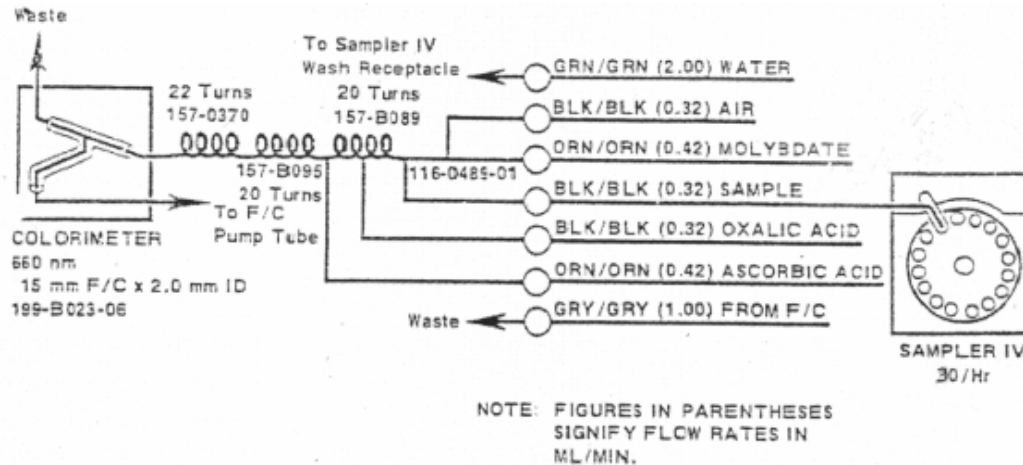 Waste
To Sampler IV
Wash Receptacle
GRN/GRN (2.00) WATER
22 Turns
157-0370
20 Turns
157-B089
BLK/BLK (0.32) AIR
ORN/ORN (0.42) MOLYBDATE
157-B095
20 Turns
116-0489-01
BLK/BLK (0.32) SAMPLE
To F/C
Pump Tube
BLK/BLK (0.32) OXALIC ACID
COLORIMETER
660 nm
15 mm F/C x 2.0 mm ID
199-B023-06
ORN/ORN (0.42) ASCORBIC ACID
Waste
GRY/GRY (1.00) FROM F/C
SAMPLER IV
30/Hr
NOTE: FIGURES IN PARENTHESES
SIGNIFY FLOW RATES IN
ML/MIN.